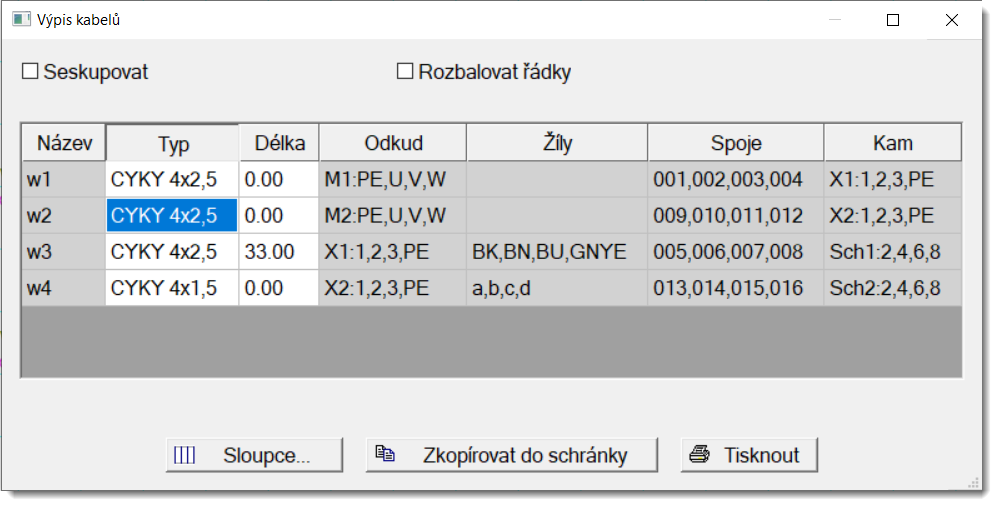 Výpis kabelů
Seskupovat Rozbalovat řádky
Název Typ Délka Odkud Žíly Spoje Kam
w1 CYKY 4x2,5 0.00 M1:PE,U,V,W 001,002,003,004 X1:1,2,3,PE
w2 CYKY 4x2,5 0.00 M2:PE,U,V,W 009,010,011,012 X2:1,2,3,PE
w3 CYKY 4x2,5 33.00 X1:1,2,3,PE BK,BN,BU,GNYE 005,006,007,008 Sch1:2,4,6,8
w4 CYKY 4x1,5 0.00 X2:1,2,3,PE a,b,c,d 013,014,015,016 Sch2:2,4,6,8
Sloupce... Zkopírovat do schránky Tisknout